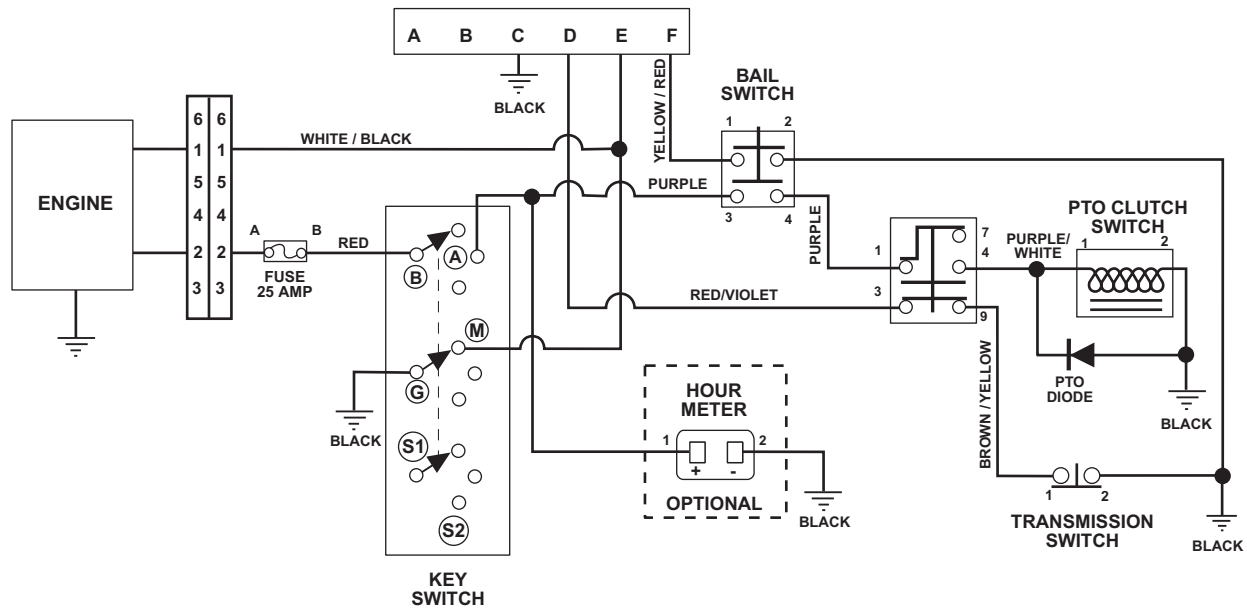 A B C D E F
BLACK
YELLOW / RED
BAIL
SWITCH
1 2
3 4
6 6
1 1
5 5
4 4
2 2
3 3
ENGINE
WHITE / BLACK
PURPLE
A B
FUSE
25 AMP
RED
B
A
M
G
BLACK
S1
S2
KEY
SWITCH
PURPLE
RED/VIOLET
1
3
7
4
9
PURPLE/
WHITE
PTO CLUTCH
SWITCH
1 2
PTO
DIODE
BLACK
HOUR
METER
1 2
+ -
OPTIONAL
BLACK
BROWN /YELLOW
1 2
TRANSMISSION
SWITCH
BLACK